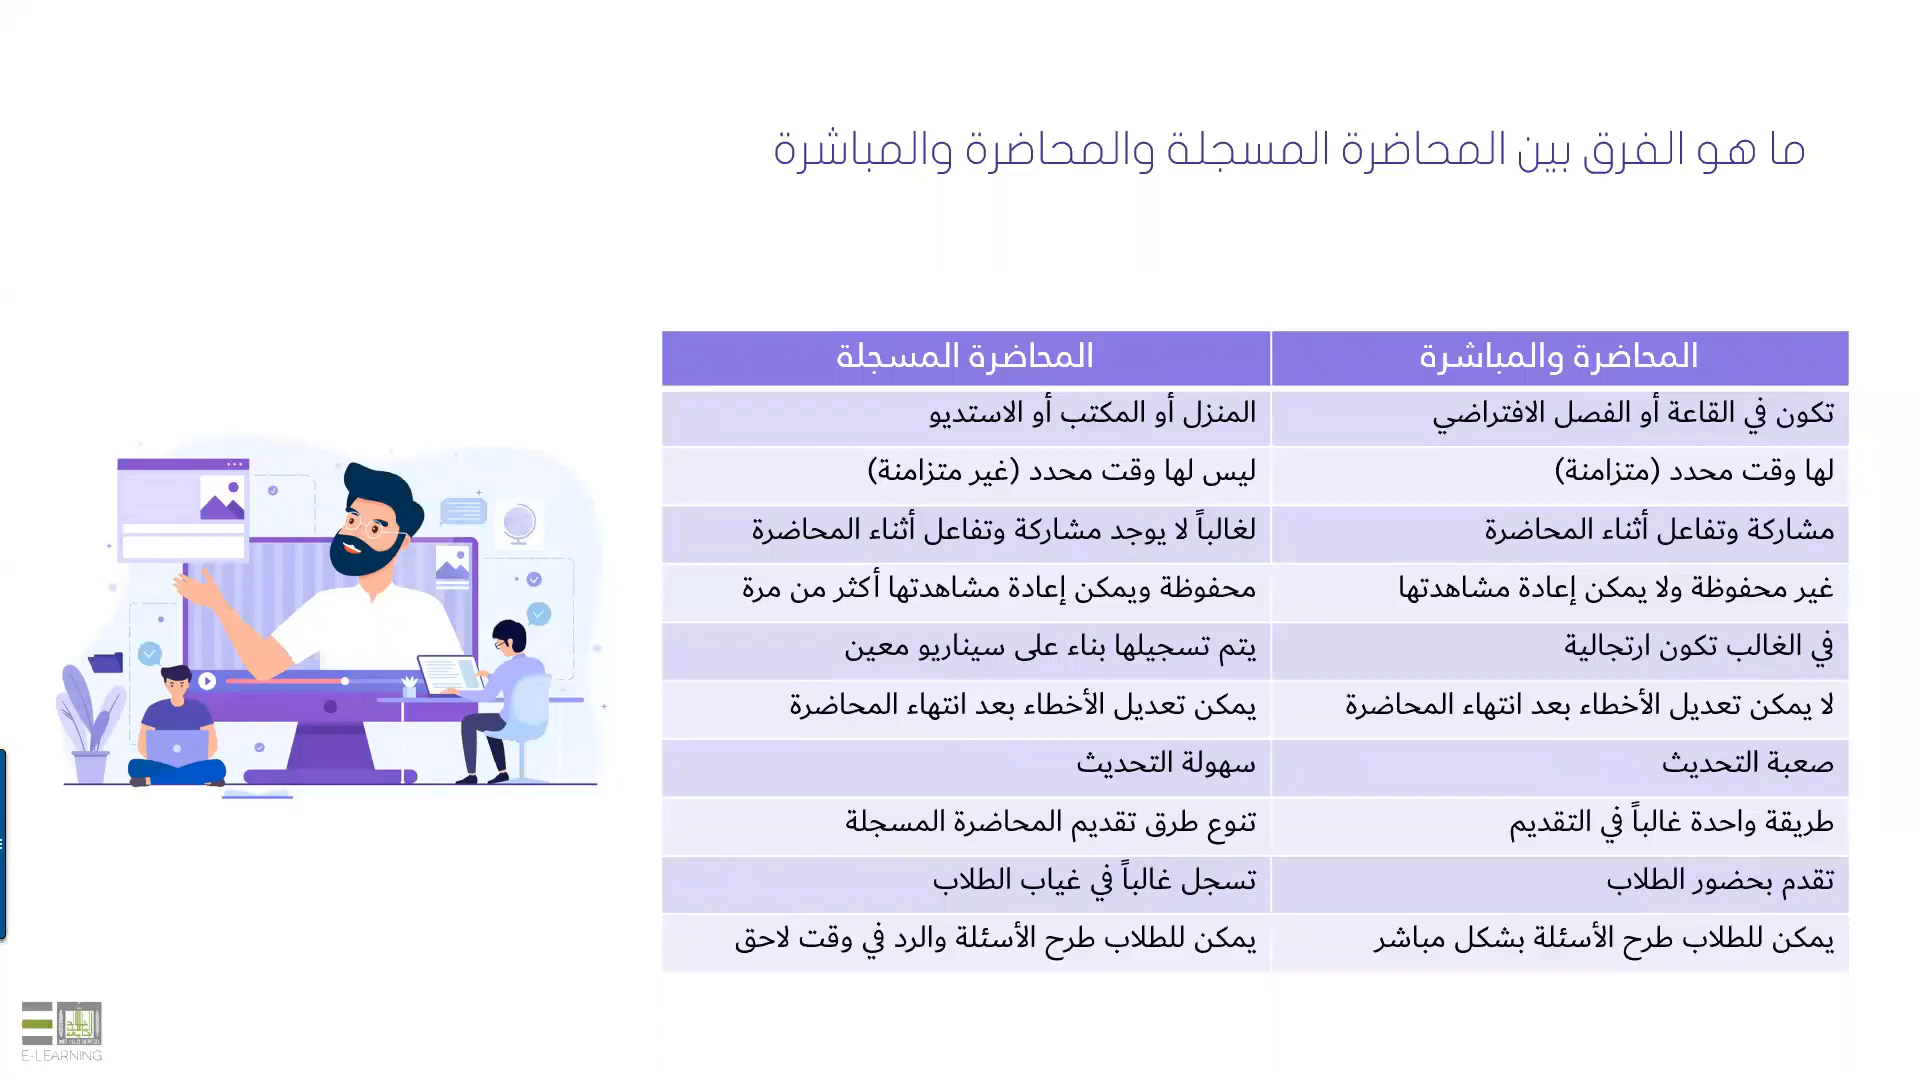 ما هو الفرق بين المحاضرة المسجلة والمحاضرة والمباشرة
المحاضرة والمباشرة المحاضرة المسجلة
تكون في القاعة أو الفصل الافتراضي المنزل أو المكتب أو الاستديو
لها وقت محدد (متزامنة) ليس لها وقت محدد (غير متزامنة)
مشاركة وتفاعل أثناء المحاضرة لغالباً لا يوجد مشاركة وتفاعل أثناء المحاضرة
غير محفوظة ولا يمكن إعادة مشاهدتها محفوظة ويمكن إعادة مشاهدتها أكثر من مرة
في الغالب تكون ارتجالية يتم تسجيلها بناء على سيناريو معين
لا يمكن تعديل الأخطاء بعد انتهاء المحاضرة يمكن تعديل الأخطاء بعد انتهاء المحاضرة
صعبة التحديث سهولة التحديث
طريقة واحدة غالباً في التقديم تنوع طرق تقديم المحاضرة المسجلة
تقدم بحضور الطلاب تسجل غالباً في غياب الطلاب
يمكن للطلاب طرح الأسئلة بشكل مباشر يمكن للطلاب طرح الأسئلة والرد في وقت لاحق
E-LEARNING